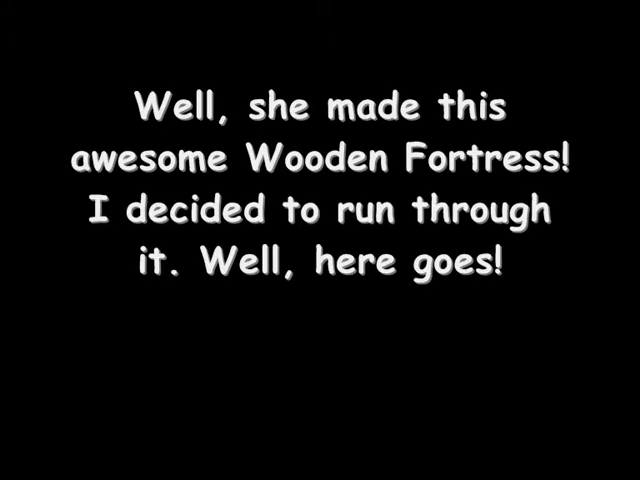 Well, she made this
awesome Wooden Fortress!
I decided to run through
it. Well, here goes!